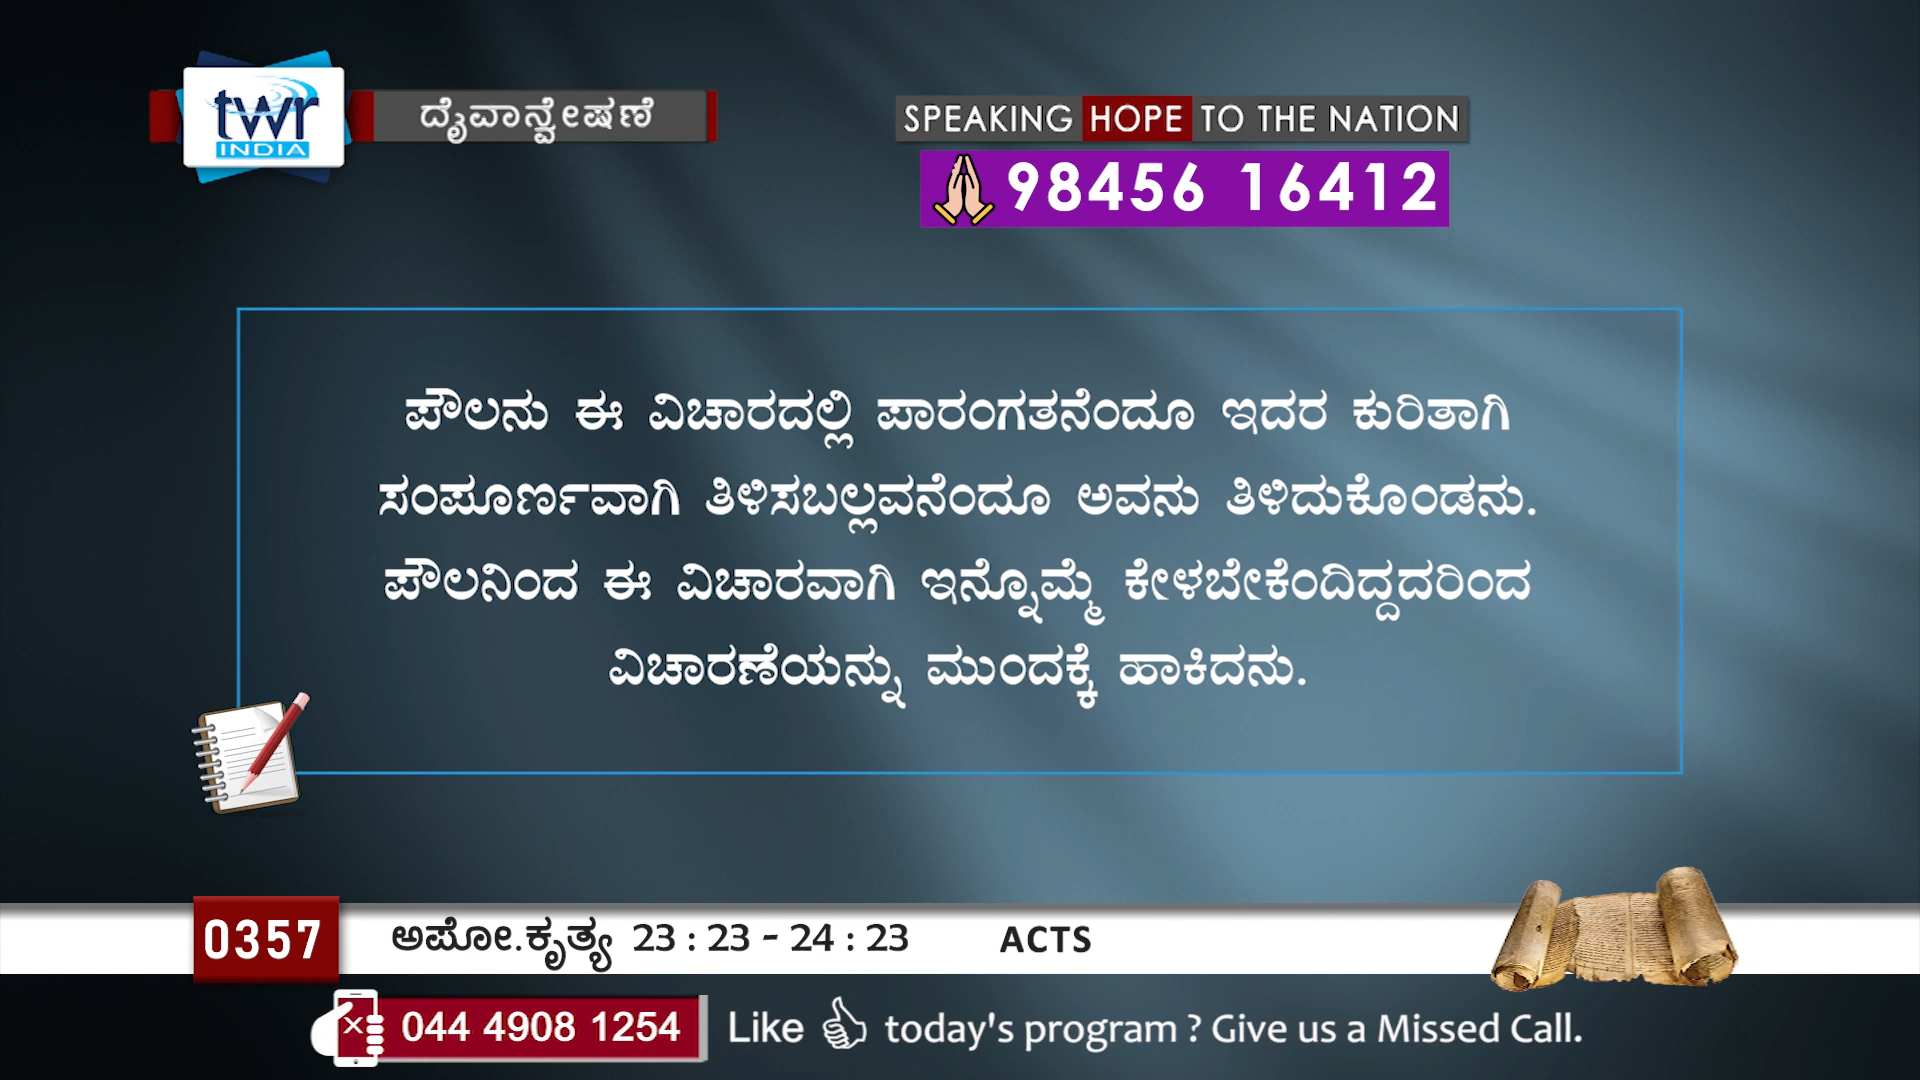 twr
INDIA
ದೈವಾನ್ವೇಷಣೆ
SPEAKING HOPE TO THE NATION
98456 16412
ಪೌಲನು ಈ ವಿಚಾರದಲ್ಲಿ ಪಾರಂಗತನೆಂದೂ ಇದರ ಕುರಿತಾಗಿ
ಸಂಪೂರ್ಣವಾಗಿ ತಿಳಿಸಬಲ್ಲವನೆಂದೂ ಅವನು ತಿಳಿದುಕೊಂಡನು.
ಪೌಲನಿಂದ ಈ ವಿಚಾರವಾಗಿ ಇನ್ನೊಮ್ಮೆ ಕೇಳಬೇಕೆಂದಿದ್ದದರಿಂದ
ವಿಚಾರಣೆಯನ್ನು ಮುಂದಕ್ಕೆ ಹಾಕಿದನು.
0357 ಅಪೋ.ಕೃತ್ಯ 23 : 23 - 24 : 23 ACTS
044 4908 1254 Like today's program ? Give us a Missed Call.